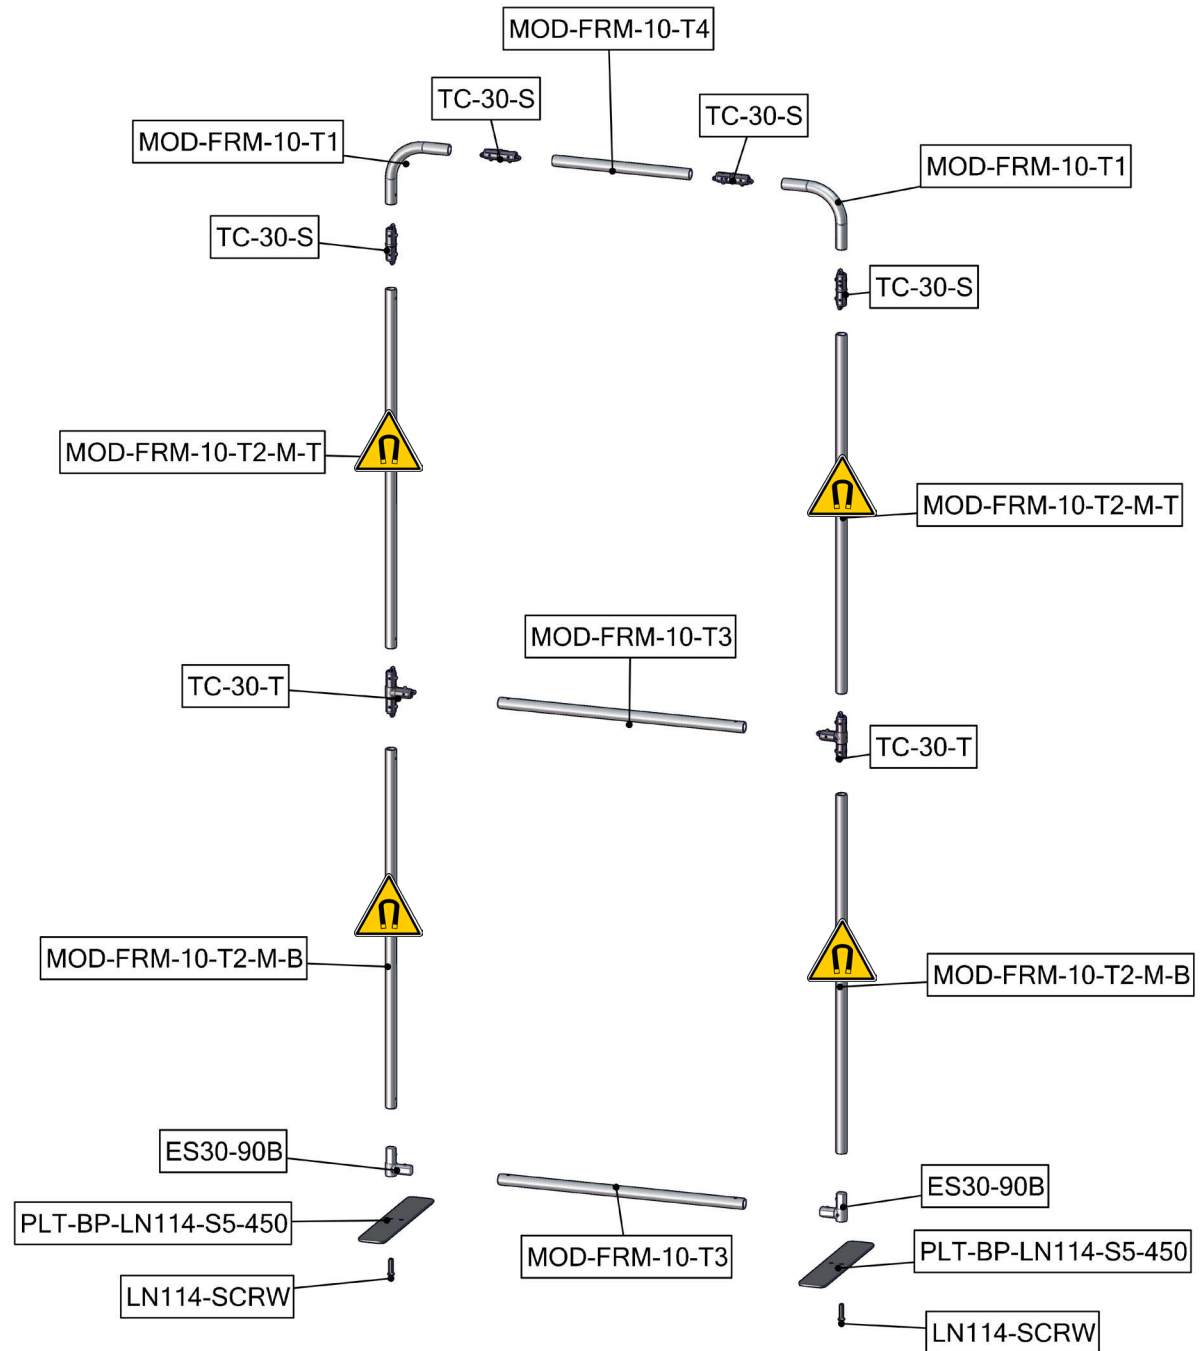 MOD-FRM-10-T4
TC-30-S
TC-30-S
MOD-FRM-10-T1
MOD-FRM-10-T1
TC-30-S
TC-30-S
MOD-FRM-10-T2-M-T
MOD-FRM-10-T2-M-T
MOD-FRM-10-T3
TC-30-T
TC-30-T
MOD-FRM-10-T2-M-B
MOD-FRM-10-T2-M-B
ES30-90B
ES30-90B
PLT-BP-LN114-S5-450
MOD-FRM-10-T3
PLT-BP-LN114-S5-450
LN114-SCRW
LN114-SCRW